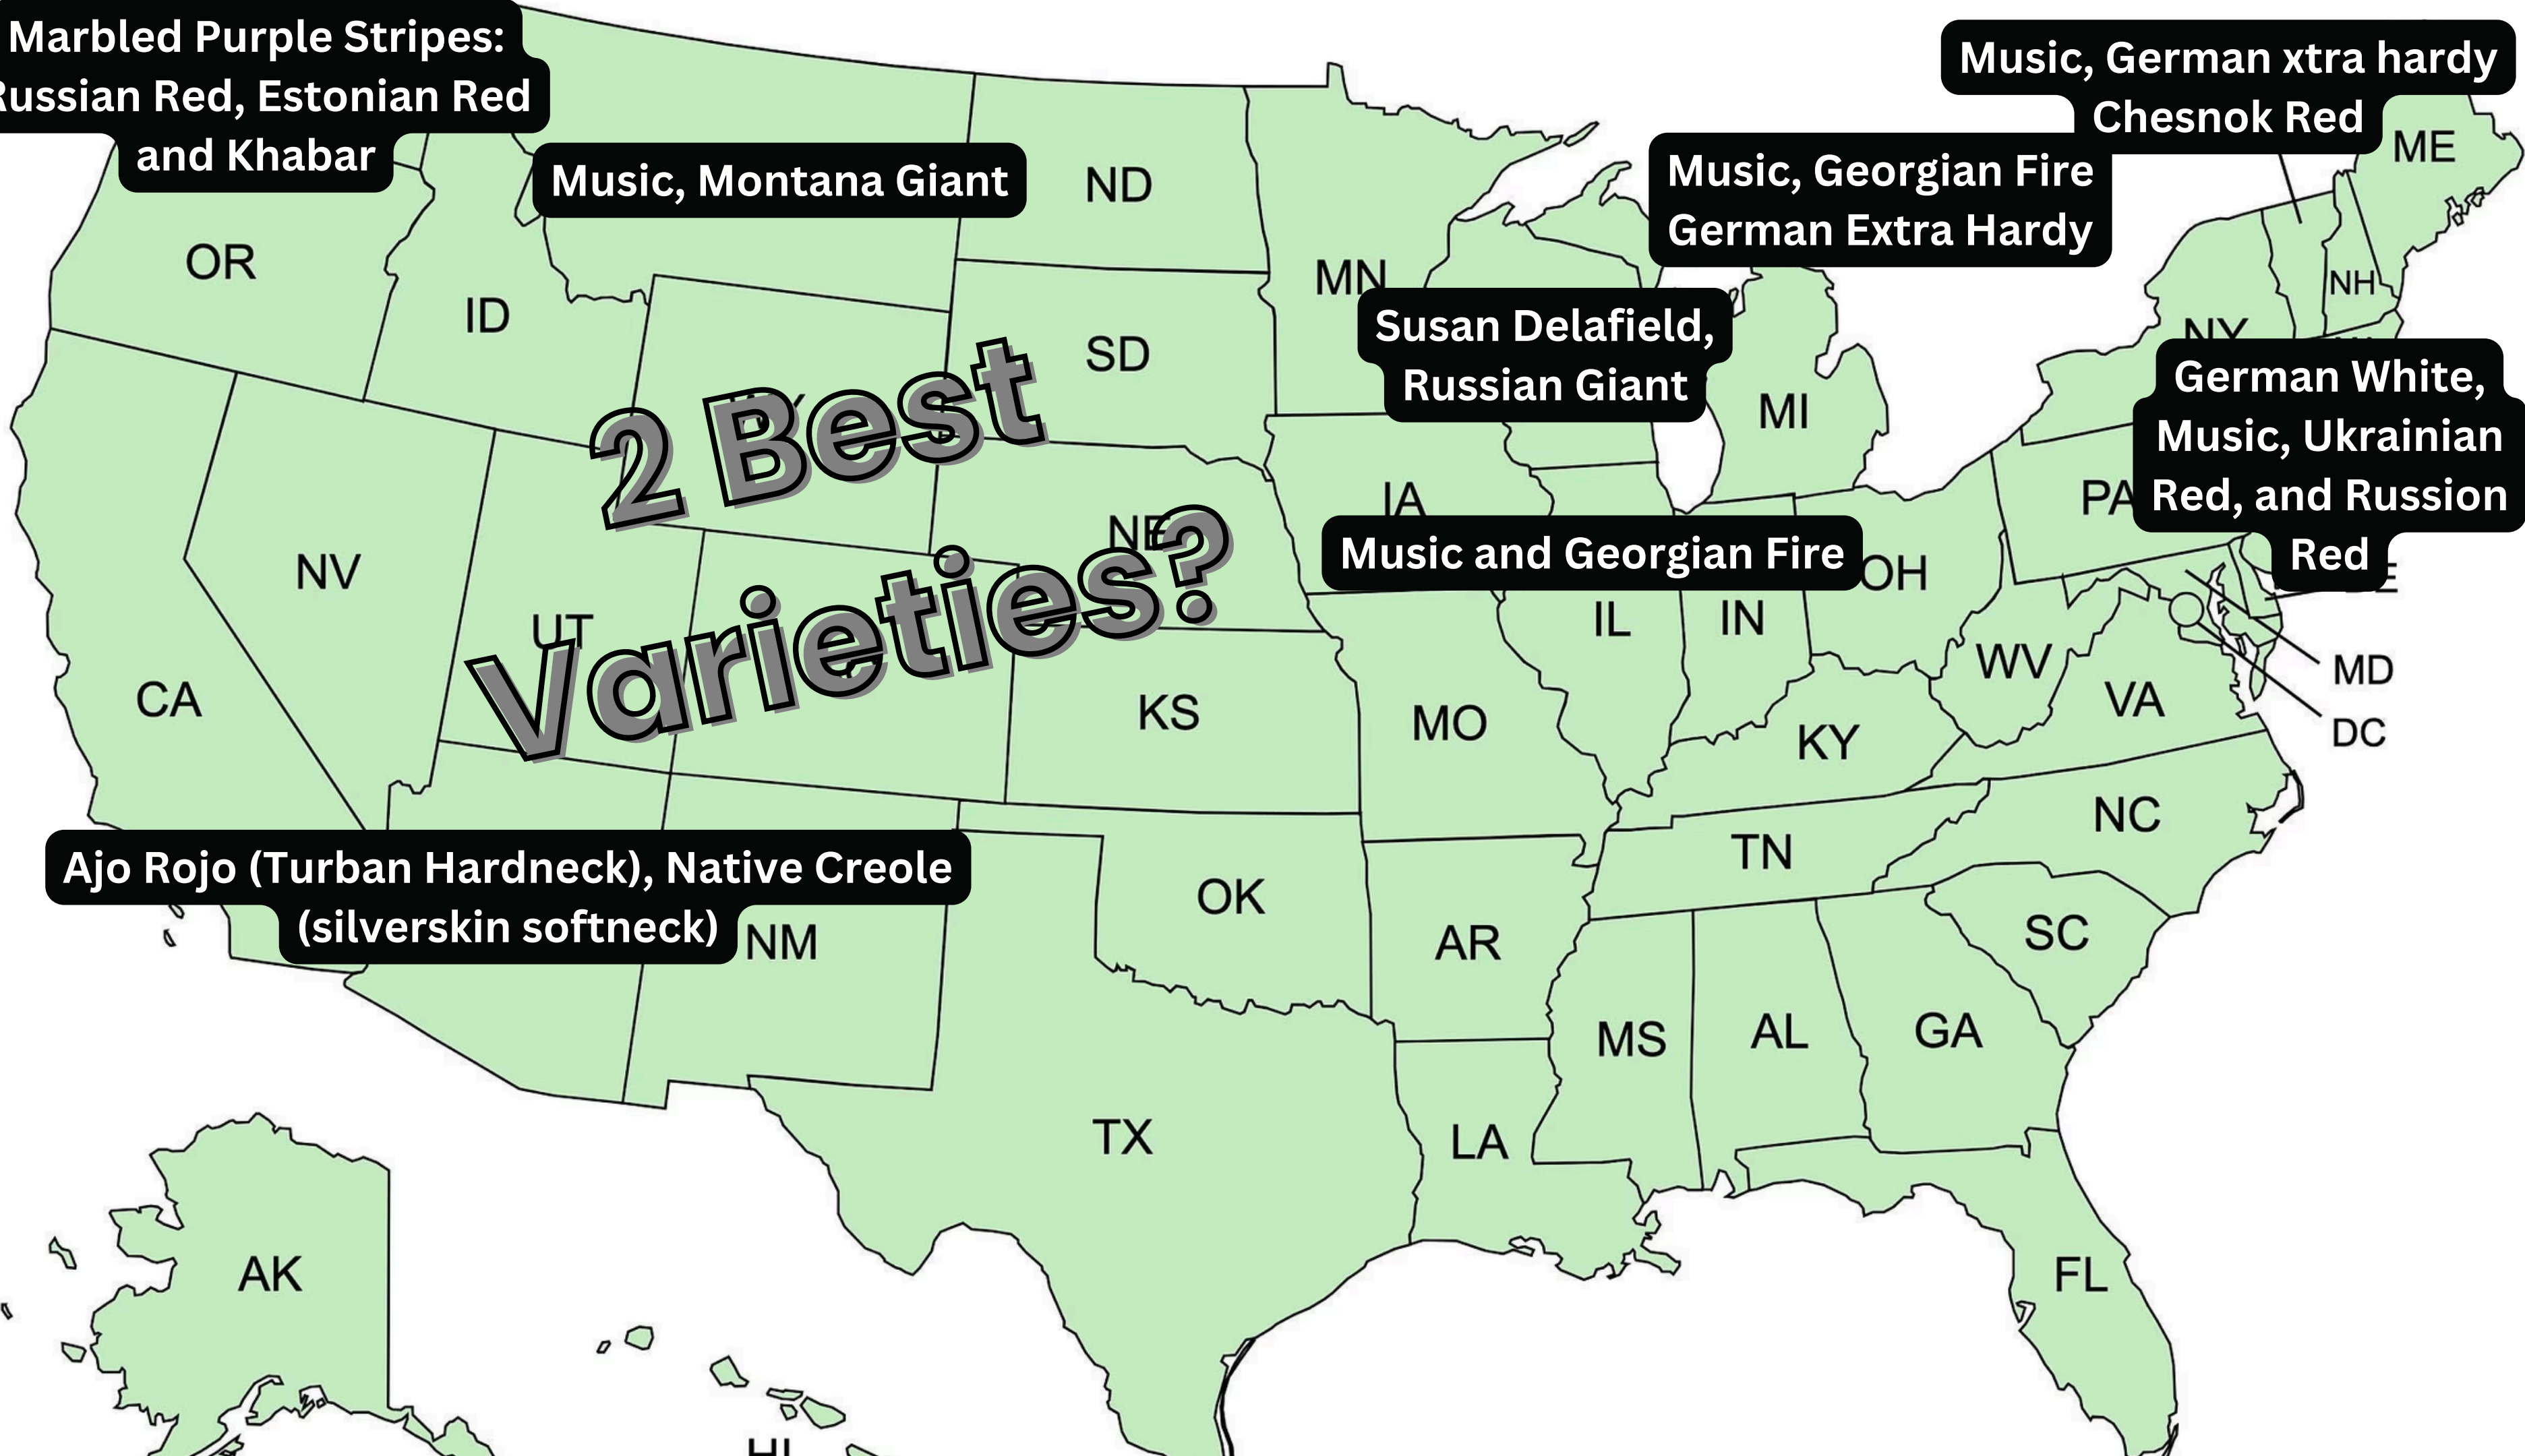 Marbled Purple Stripes:
Russian Red, Estonian Red
and Khabar
Music, German xtra hardy
Chesnok Red
ME
Music, Montana Giant
ND
Music, Georgian Fire
German Extra Hardy
OR
ID
MN
NH
NY
SD
Susan Delafield,
Russian Giant
MI
German White,
Music, Ukrainian
Red, and Russion
Red
2 Best
Varieties?
IA
PA
NE
Music and Georgian Fire
OH
NV
UT
IL
IN
WV
MD
CA
KS
MO
KY
VA
DC
NC
TN
Ajo Rojo (Turban Hardneck), Native Creole
(silverskin softneck)
NM
OK
AR
SC
MS
AL
GA
TX
LA
AK
FL
HI